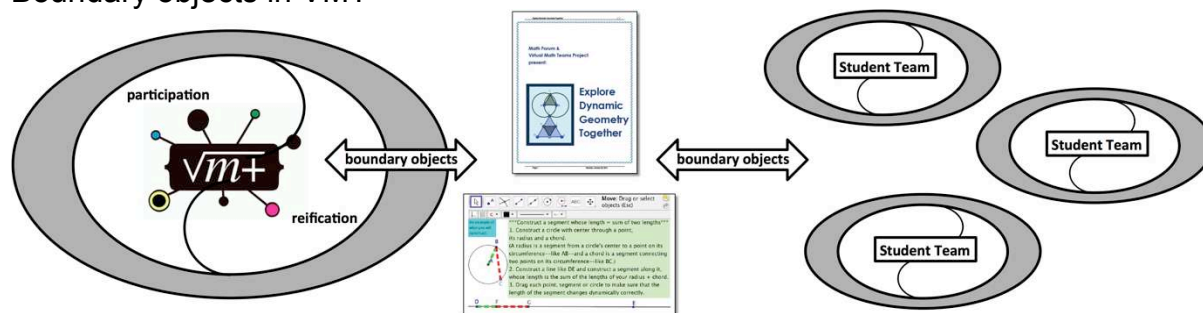 Boundary objects in VMT
participation
√m+
reification
boundary objects
Math Forum &
Virtual Math Teams Project
present:
Explore
Dynamic
Geometry
Together
boundary objects
Student Team
Student Team
Student Team
ABC
Move: Drag or select
objects (Esc)
***Construct a segment whose length = sum of two lengths***
1. Construct a circle with center through a point,
its radius and a chord.
(A radius is a segment from a circle's center to a point on its
circumference--like AB--and a chord is a segment connecting
two points on its circumference--like BC.)
2. Construct a line like DE and construct a segment along it,
whose length is the sum of the lengths of your radius + chord.
3. Drag each point, segment or circle to make sure that the
length of the segment changes dynamically correctly.
D F G E